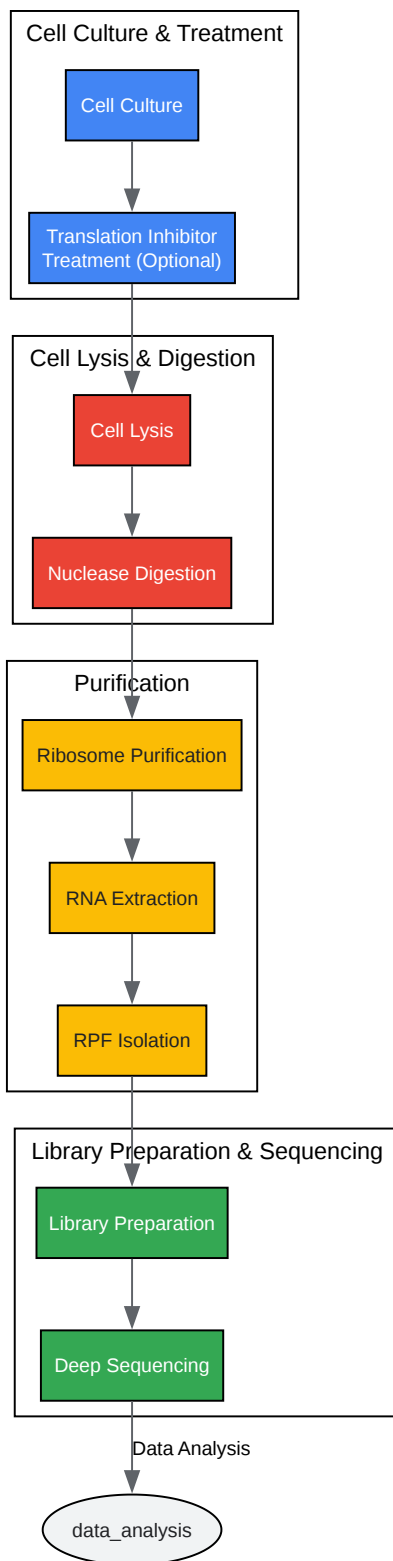 Cell Culture & Treatment
Cell Culture
Translation Inhibitor
Treatment (Optional)
Cell Lysis & Digestion
Cell Lysis
Nuclease Digestion
Purification
Ribosome Purification
RNA Extraction
RPF Isolation
Library Preparation & Sequencing
Library Preparation
Deep Sequencing
Data Analysis
data_analysis